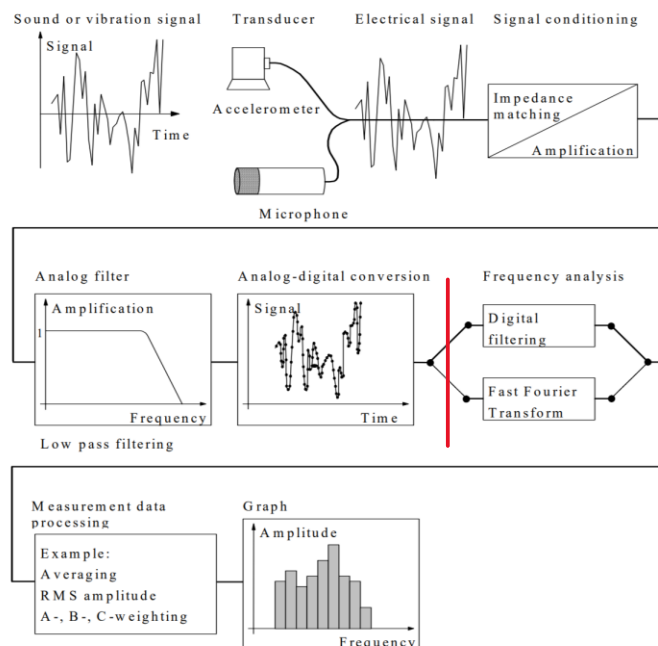 Sound or vibration signal
Transducer
Electrical signal
Signal conditioning
Signal
Time
Accelerometer
Microphone
Impedance
matching
Amplification
Analog filter
Analog-digital conversion
Frequency analysis
Amplification
1
Frequency
Low pass filtering
Signal
Time
Digital
filtering
Fast Fourier
Transform
Measurement data
processing
Graph
Example:
Averaging
RMS amplitude
A-, B-, C-weighting
Amplitude
Frequency